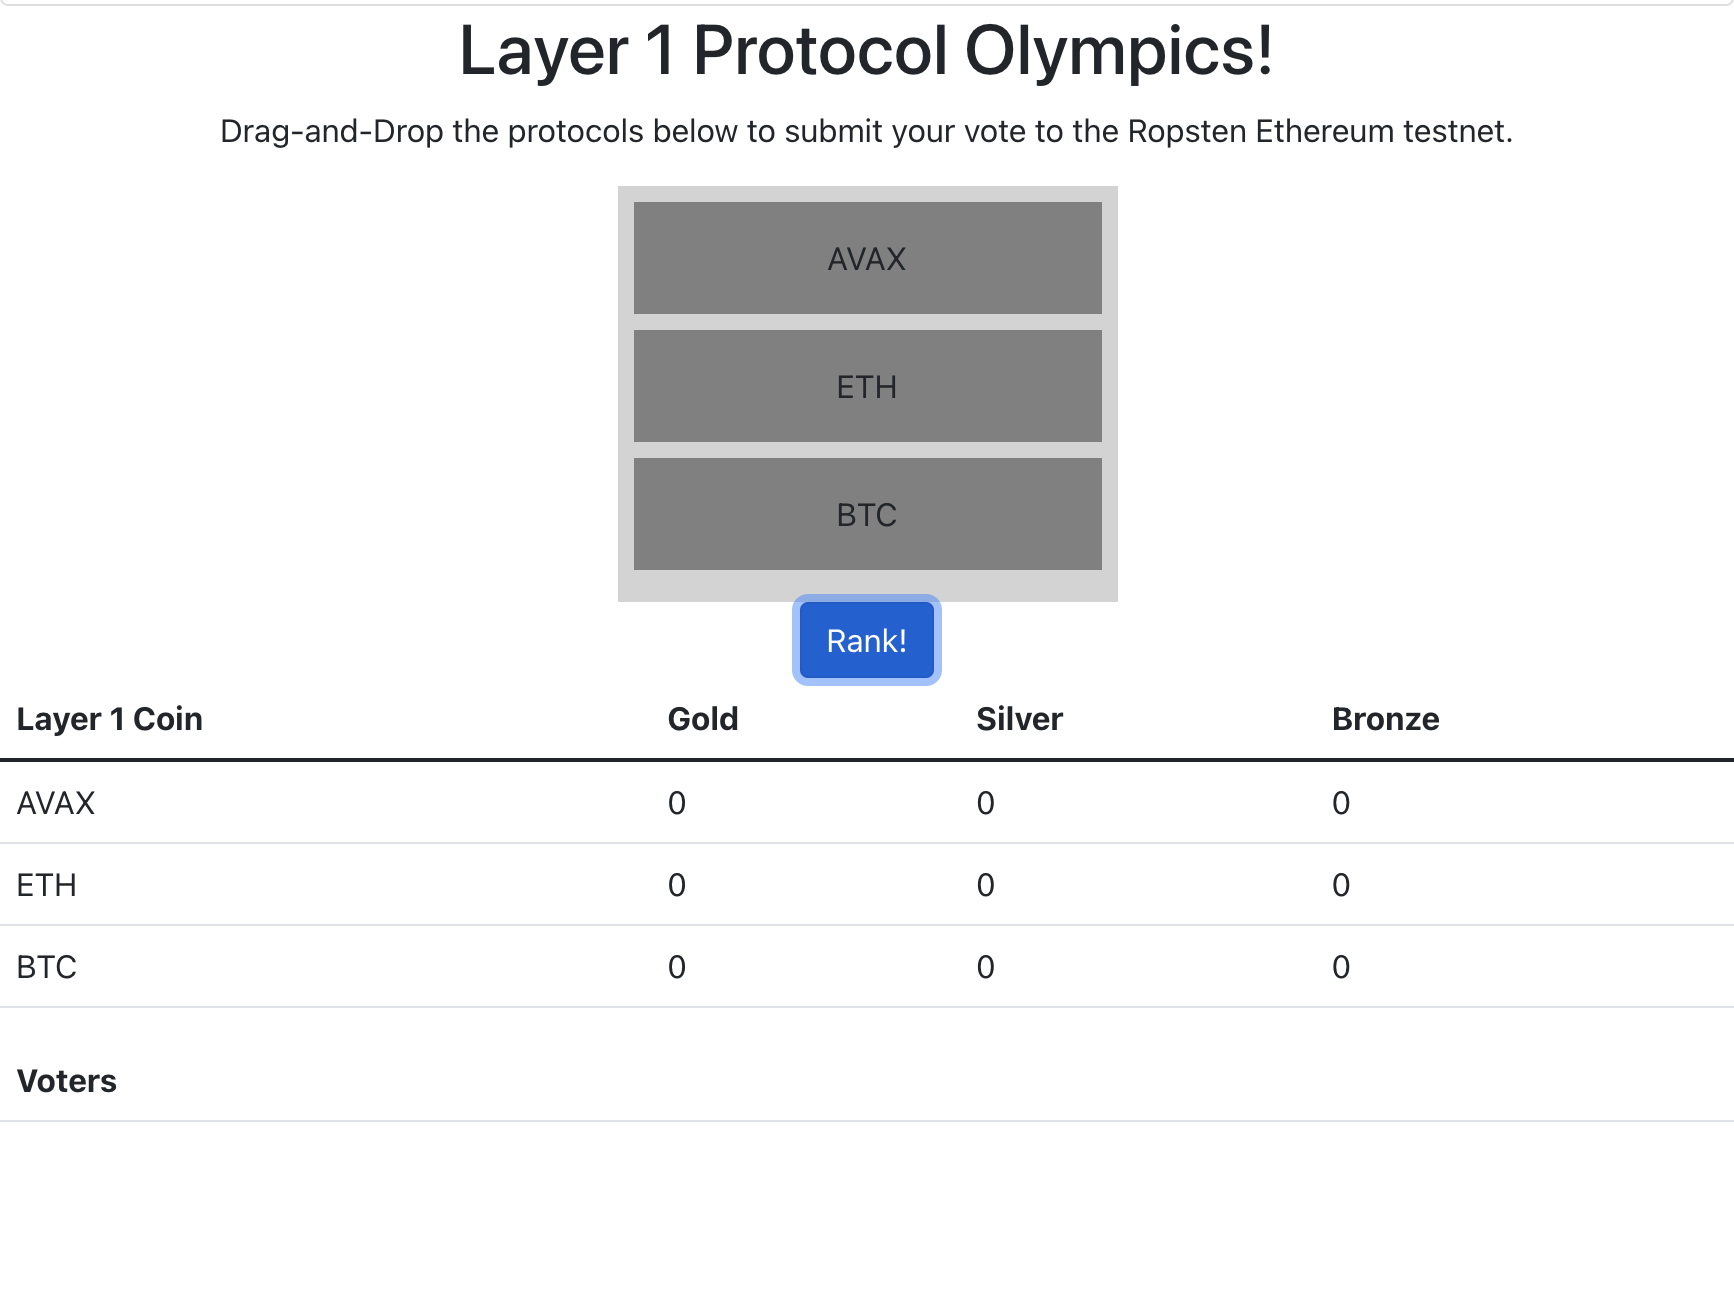 Layer 1 Protocol Olympics!
Drag-and-Drop the protocols below to submit your vote to the Ropsten Ethereum testnet.
AVAX
ETH
BTC
Rank!
Layer 1 Coin Gold Silver Bronze
AVAX 0 0 0
ETH 0 0 0
BTC 0 0 0
Voters